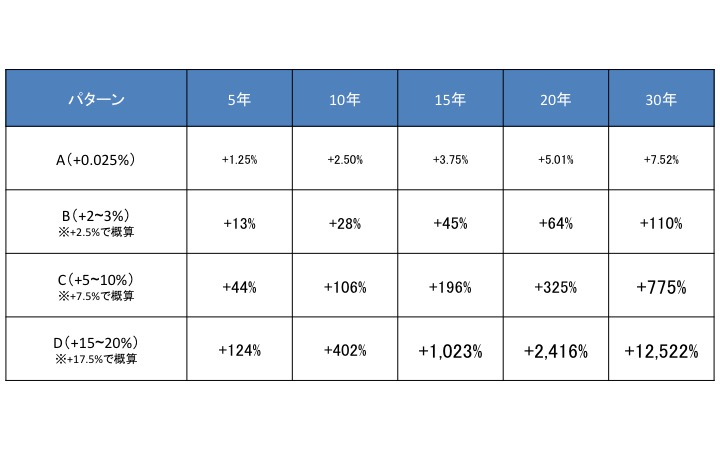 パターン 5年 10年 15年 20年 30年
A（+0.025%） +1.25% +2.50% +3.75% +5.01% +7.52%
B（+2~3%）
※+2.5%で概算 +13% +28% +45% +64% +110%
C（+5~10%）
※+7.5%で概算 +44% +106% +196% +325% +775%
D（+15~20%）
※+17.5%で概算 +124% +402% +1,023% +2,416% +12,522%